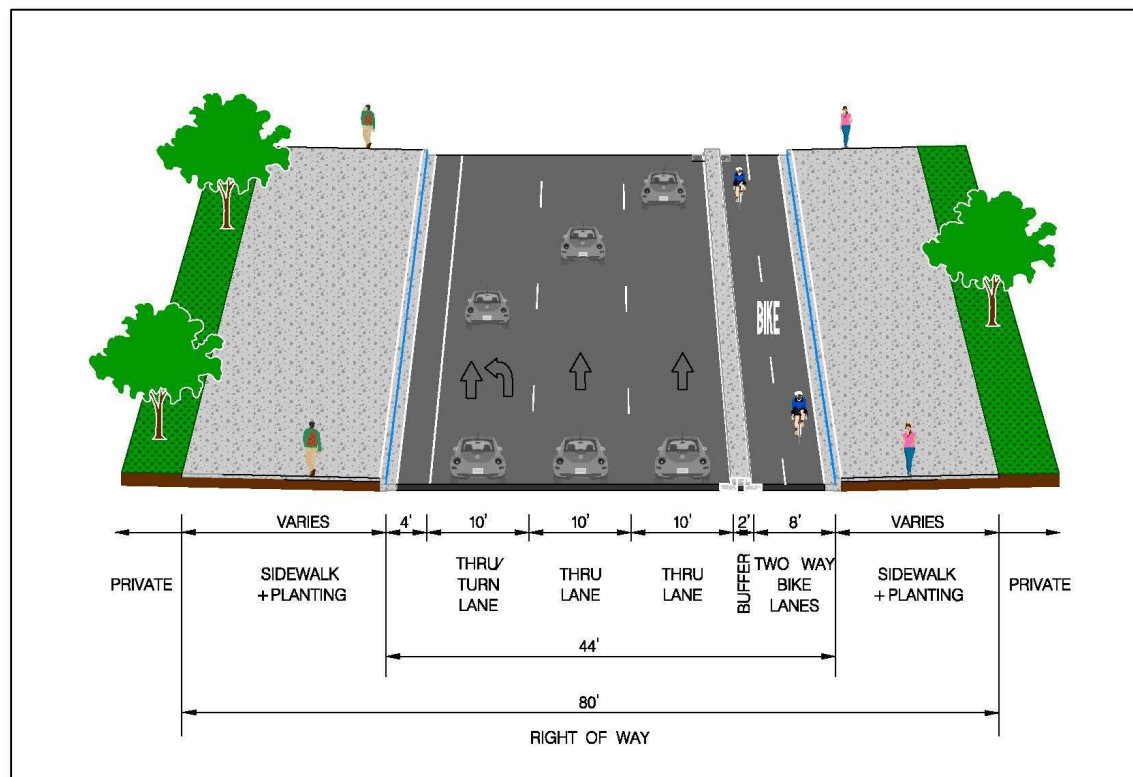 BIKE
VARIES 4' 10' 10' 10' 2' 8' VARIES
PRIVATE
SIDEWALK
+PLANTING
THRU/
TURN
LANE
THRU
LANE
THRU
LANE
BUFFER
TWO WAY
BIKE
LANES
SIDEWALK
+PLANTING
PRIVATE
44'
80'
RIGHT OF WAY